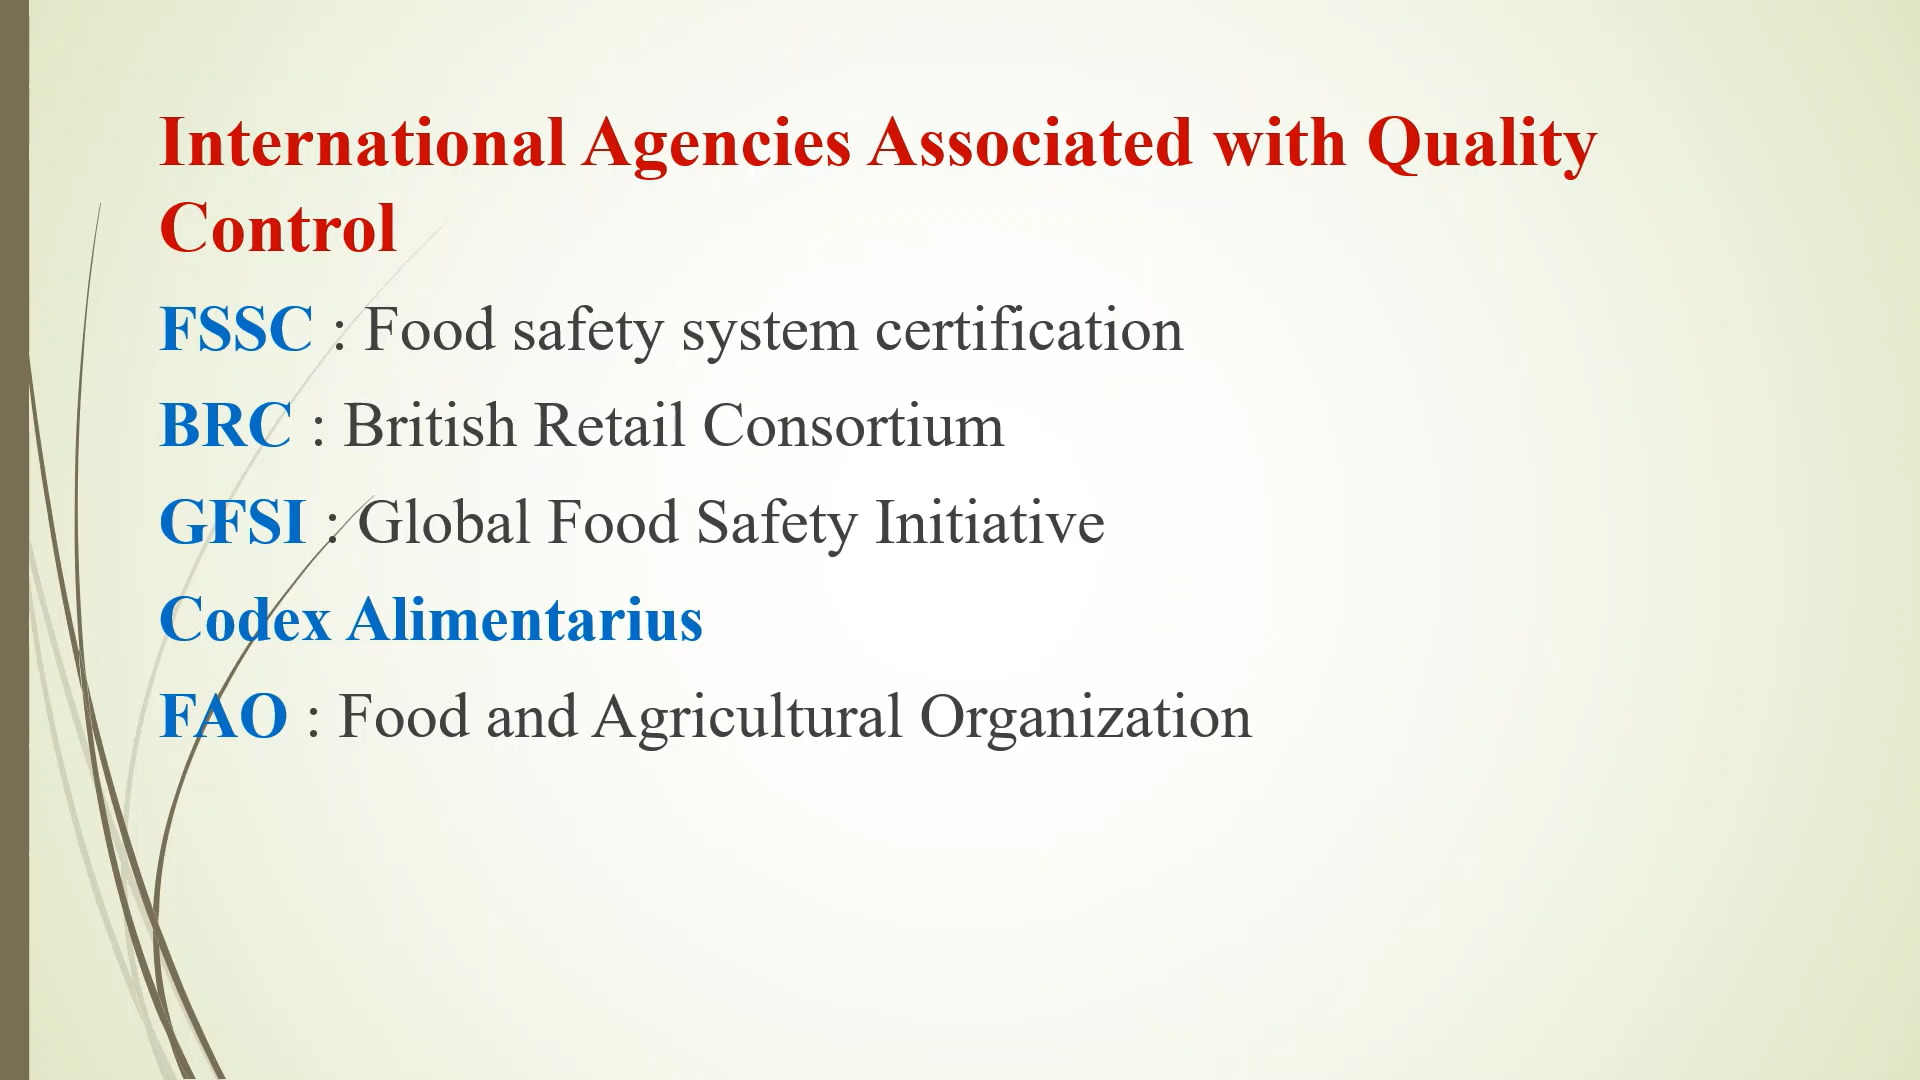 International Agencies Associated with Quality
Control
FSSC : Food safety system certification
BRC : British Retail Consortium
GFSI : Global Food Safety Initiative
Codex Alimentarius
FAO : Food and Agricultural Organization